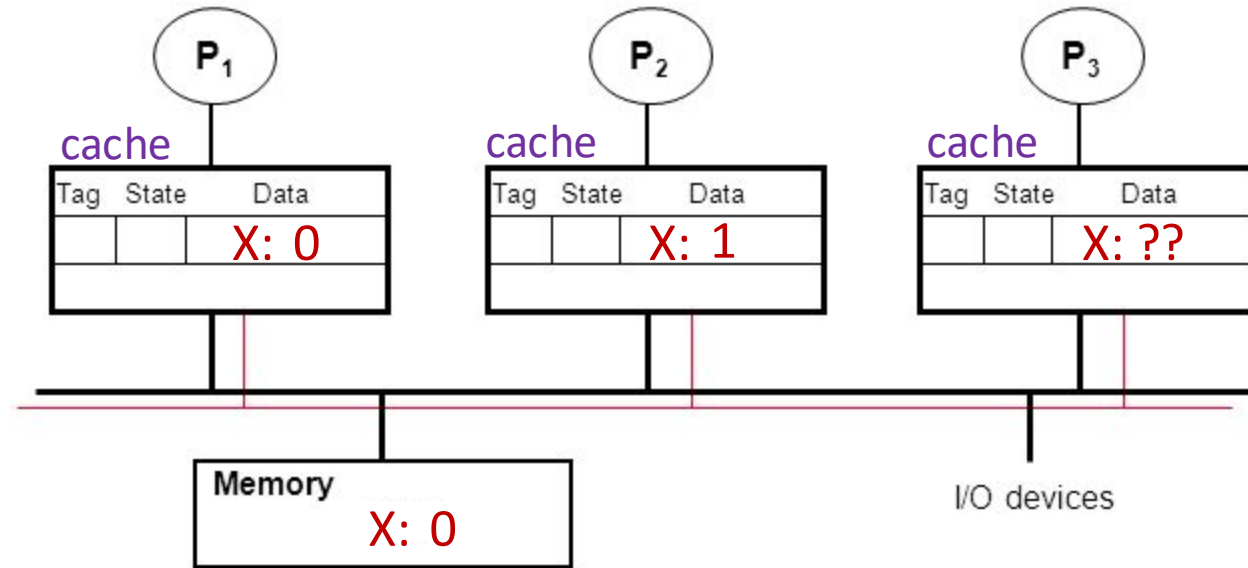 P₁ P₂ P₃
cache cache cache
Tag State Data Tag State Data Tag State Data
X: 0 X: 1 X: ??
Memory
I/O devices
X: 0